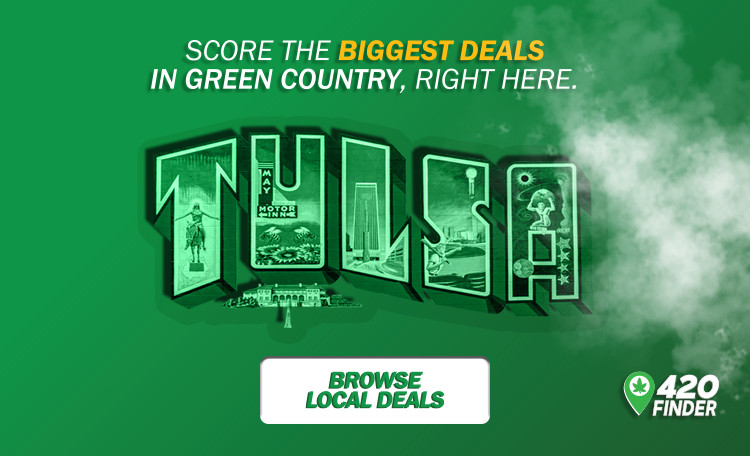 SCORE THE BIGGEST DEALS
IN GREEN COUNTRY, RIGHT HERE.
TULSA
MAY
MOTOR
INN
BROWSE
LOCAL DEALS
420
FINDER